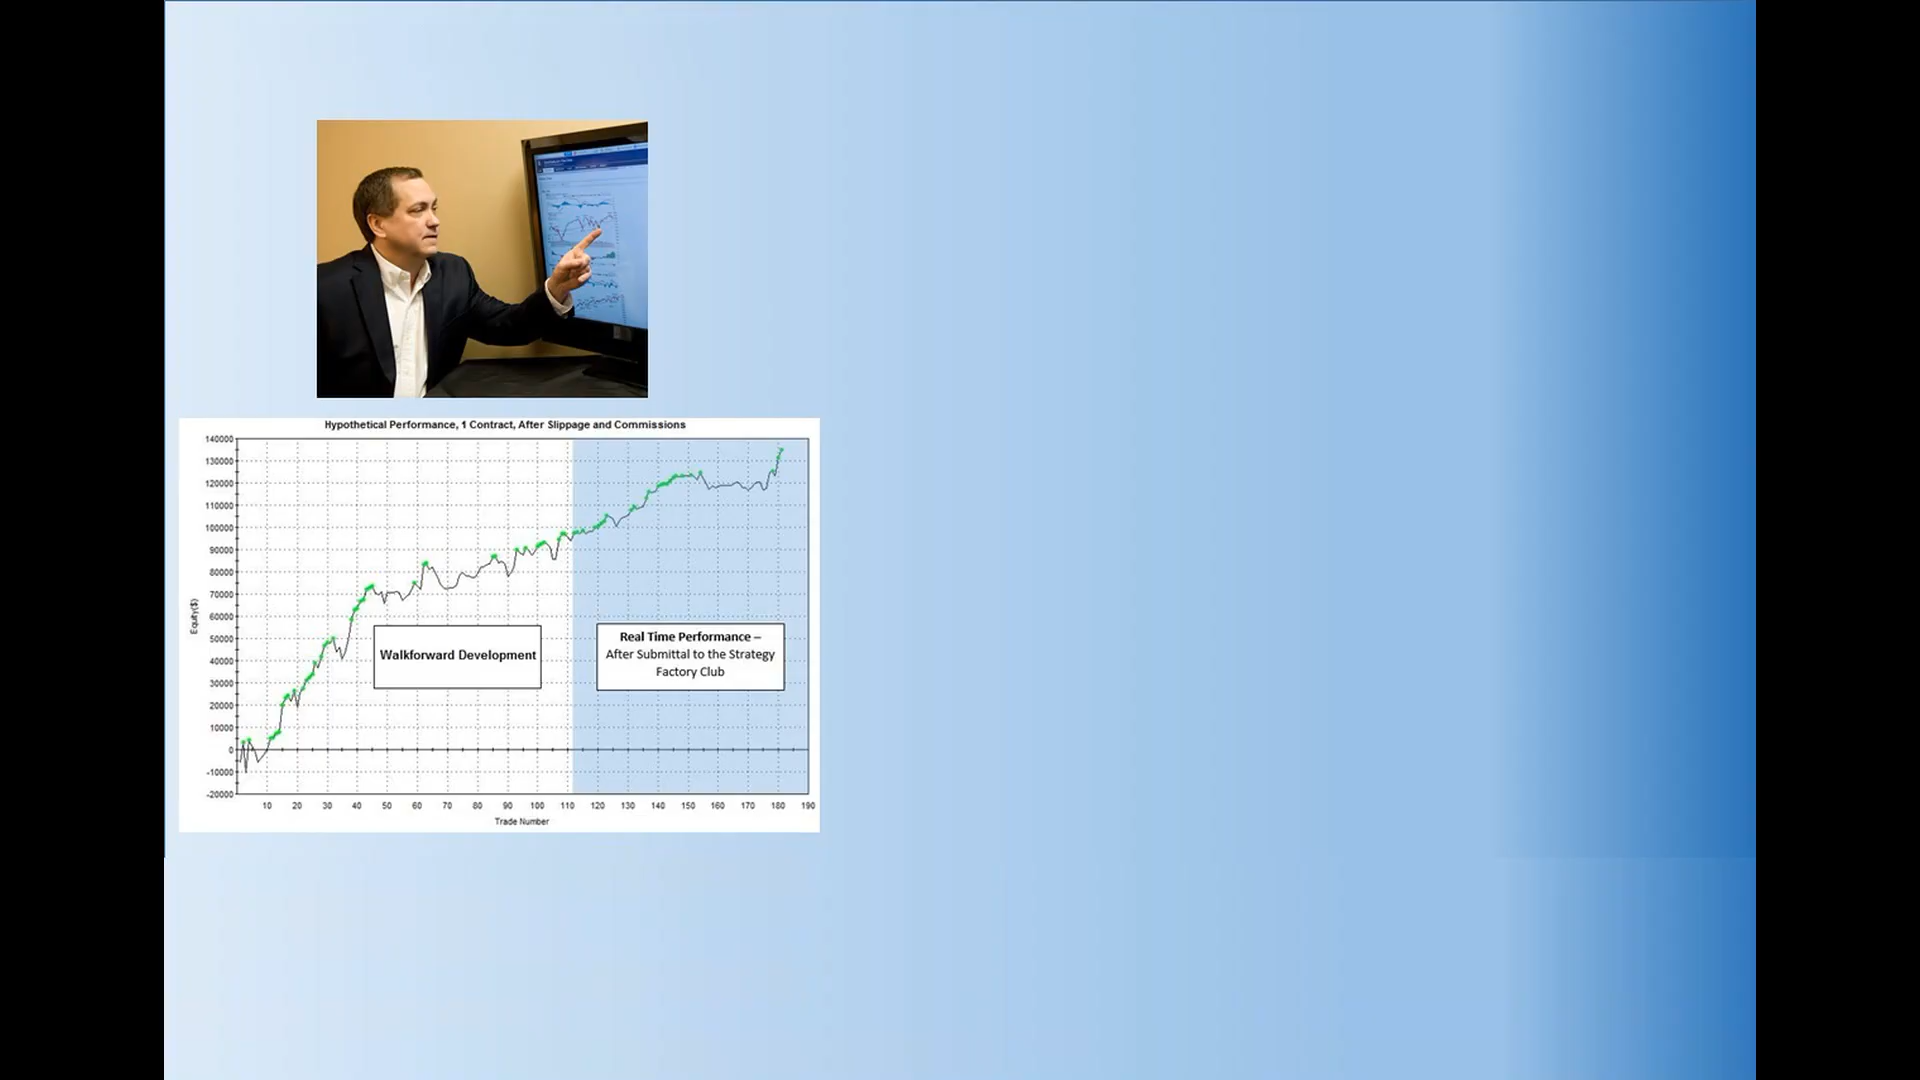 Hypothetical Performance, 1 Contract, After Slippage and Commissions
140000
130000
120000
110000
100000
90000
80000
70000
60000
50000
40000
30000
20000
10000
0
-10000
-20000
Equity($)
Walkforward Development
Real Time Performance –
After Submittal to the Strategy
Factory Club
10 20 30 40 50 60 70 80 90 100 110 120 130 140 150 160 170 180 190
Trade Number